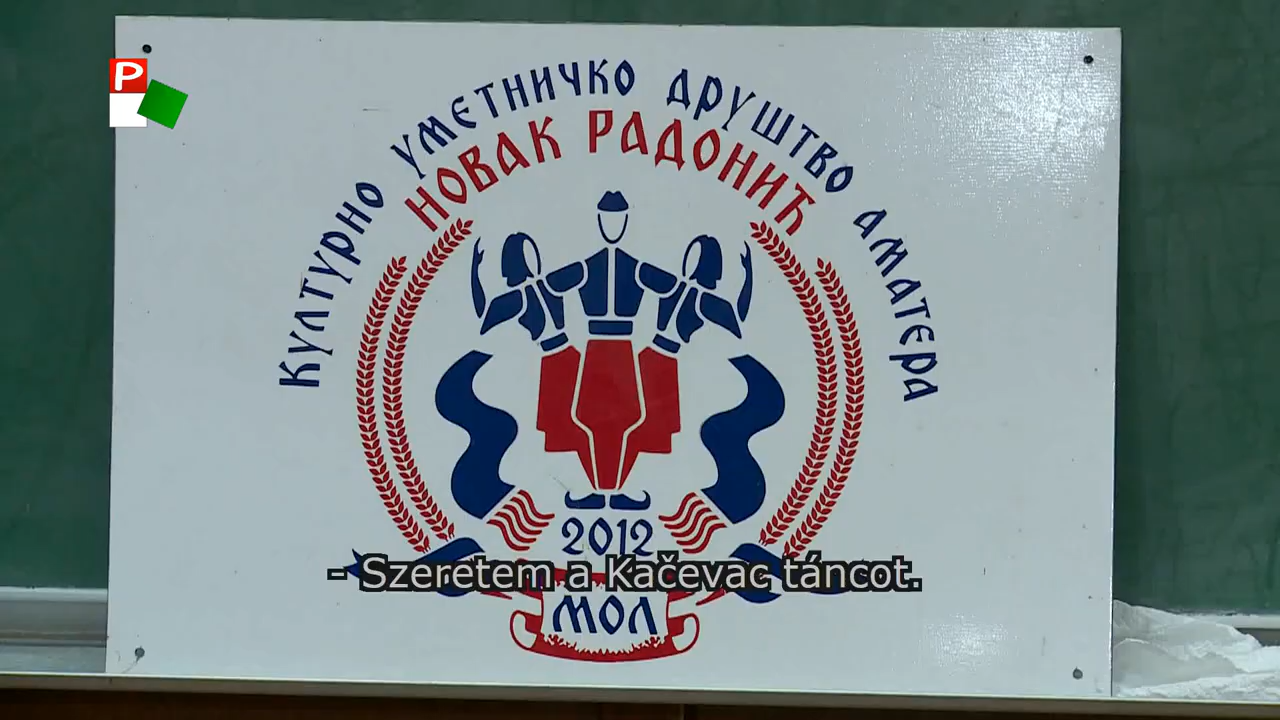 P
КУЛТУРНО УМЕТНИЧКО ДРУШТВО АМАТЕРА
НОВАК РАДОНИЋ
2012
- Szeretem a Kačevac táncot.
МОЛ